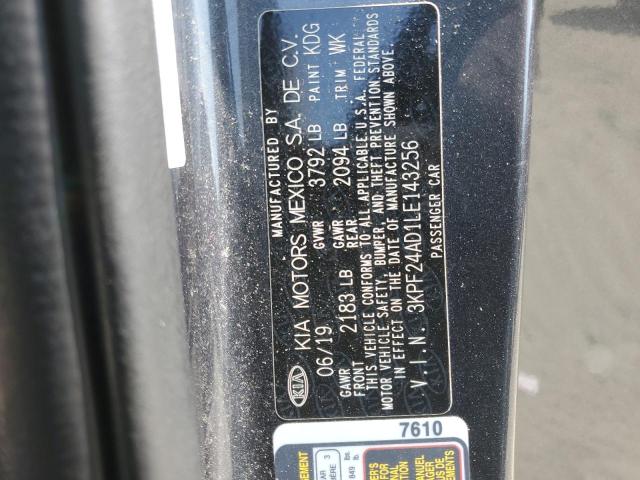 MANUFACTURED BY
KIA KIA MOTORS MEXICO S.A. DE C.V.
06/19 GVWR 3792 LB PAINT KDG
GAWR FRONT 2183 LB GAWR REAR 2094 LB TRIM WK
THIS VEHICLE CONFORMS TO ALL APPLICABLE U.S.A. FEDERAL
MOTOR VEHICLE SAFETY, BUMPER, AND THEFT PREVENTION STANDARDS
IN EFFECT ON THE DATE OF MANUFACTURE SHOWN ABOVE.
V.I.N. 3KPF24AD1LE143256
PASSENGER CAR
7610